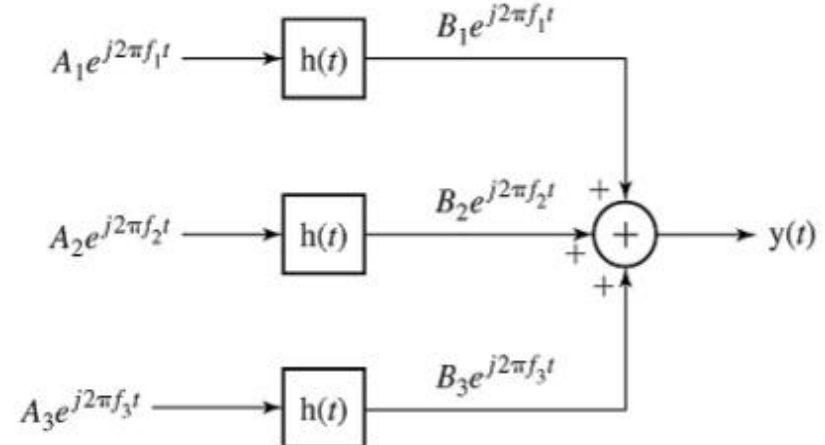 A₁e^{j2πf₁t} h(t) B₁e^{j2πf₁t}
+
A₂e^{j2πf₂t} h(t) B₂e^{j2πf₂t} + + y(t)
+
A₃e^{j2πf₃t} h(t) B₃e^{j2πf₃t}